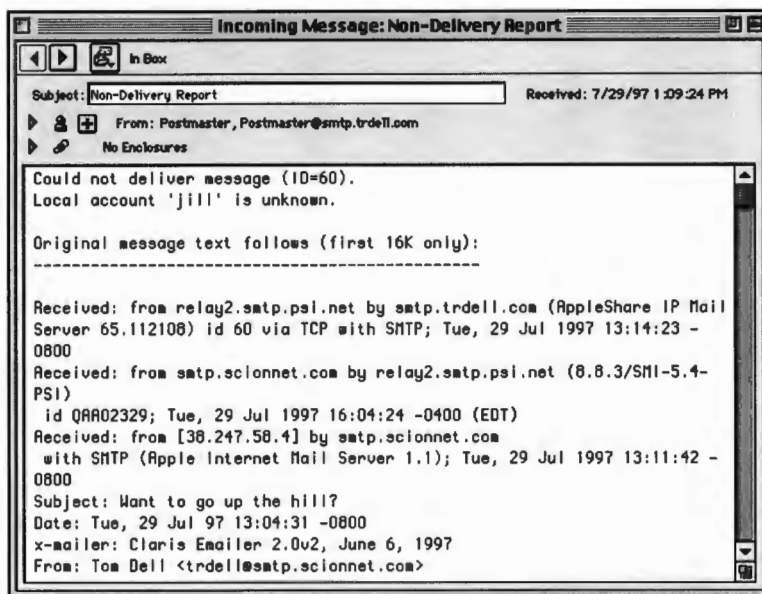 Incoming Message: Non-Delivery Report
In Box
Subject: Non-Delivery Report Received: 7/29/97 1:09:24 PM
From: Postmaster, Postmaster@smtp.trdell.com
No Enclosures
Could not deliver message (ID=60).
Local account 'jill' is unknown.
Original message text follows (first 16K only):
------------------------------------------------
Received: from relay2.smtp.psi.net by smtp.trdell.com (AppleShare IP Mail
Server 65.112108) id 60 via TCP with SMTP; Tue, 29 Jul 1997 13:14:23 -
0800
Received: from smtp.scionnet.com by relay2.smtp.psi.net (8.8.3/SMI-5.4-
PSI)
id QAA02329; Tue, 29 Jul 1997 16:04:24 -0400 (EDT)
Received: from [38.247.58.4] by smtp.scionnet.com
with SMTP (Apple Internet Mail Server 1.1); Tue, 29 Jul 1997 13:11:42 -
0800
Subject: Want to go up the hill?
Date: Tue, 29 Jul 97 13:04:31 -0800
x-mailer: Claris Emailer 2.0v2, June 6, 1997
From: Tom Dell <trdell@smtp.scionnet.com>